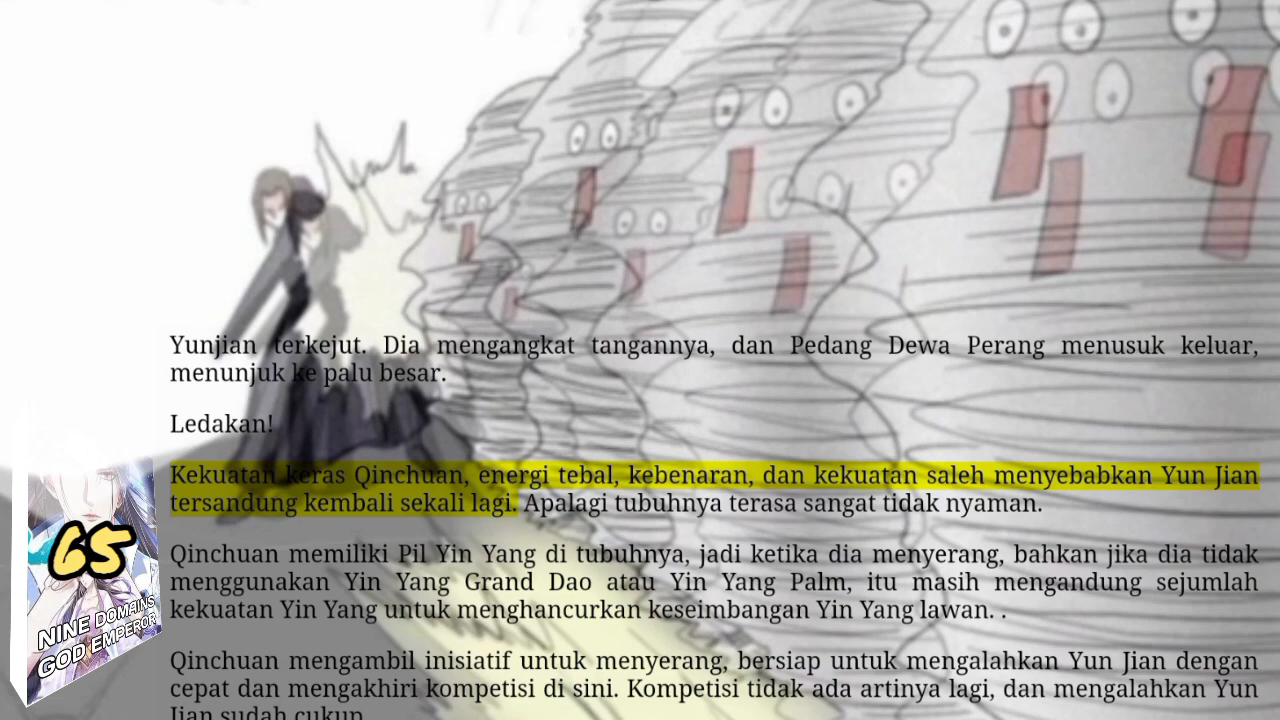 Yunjian terkejut. Dia mengangkat tangannya, dan Pedang Dewa Perang menusuk keluar,
menunjuk ke palu besar.
Ledakan!
Kekuatan keras Qinchuan, energi tebal, kebenaran, dan kekuatan saleh menyebabkan Yun Jian
tersandung kembali sekali lagi. Apalagi tubuhnya terasa sangat tidak nyaman.
Qinchuan memiliki Pil Yin Yang di tubuhnya, jadi ketika dia menyerang, bahkan jika dia tidak
menggunakan Yin Yang Grand Dao atau Yin Yang Palm, itu masih mengandung sejumlah
kekuatan Yin Yang untuk menghancurkan keseimbangan Yin Yang lawan. .
Qinchuan mengambil inisiatif untuk menyerang, bersiap untuk mengalahkan Yun Jian dengan
cepat dan mengakhiri kompetisi di sini. Kompetisi tidak ada artinya lagi, dan mengalahkan Yun
Jian sudah cukup
65
NINE DOMAINS
GOD EMPEROR